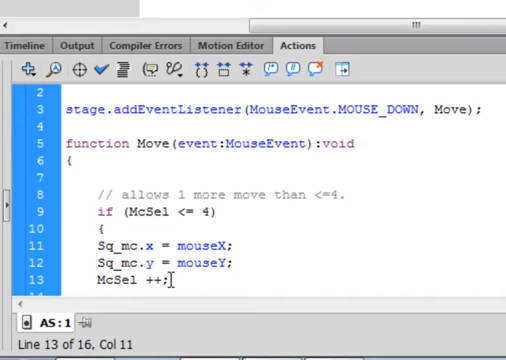 Timeline Output Compiler Errors Motion Editor Actions
2
3 stage.addEventListener(MouseEvent.MOUSE_DOWN, Move);
4
5 function Move(event:MouseEvent):void
6 {
7
8 // allows 1 more move than <=4.
9 if (McSel <= 4)
10 {
11 Sq_mc.x = mouseX;
12 Sq_mc.y = mouseY;
13 McSel ++;
AS:1
Line 13 of 16, Col 11